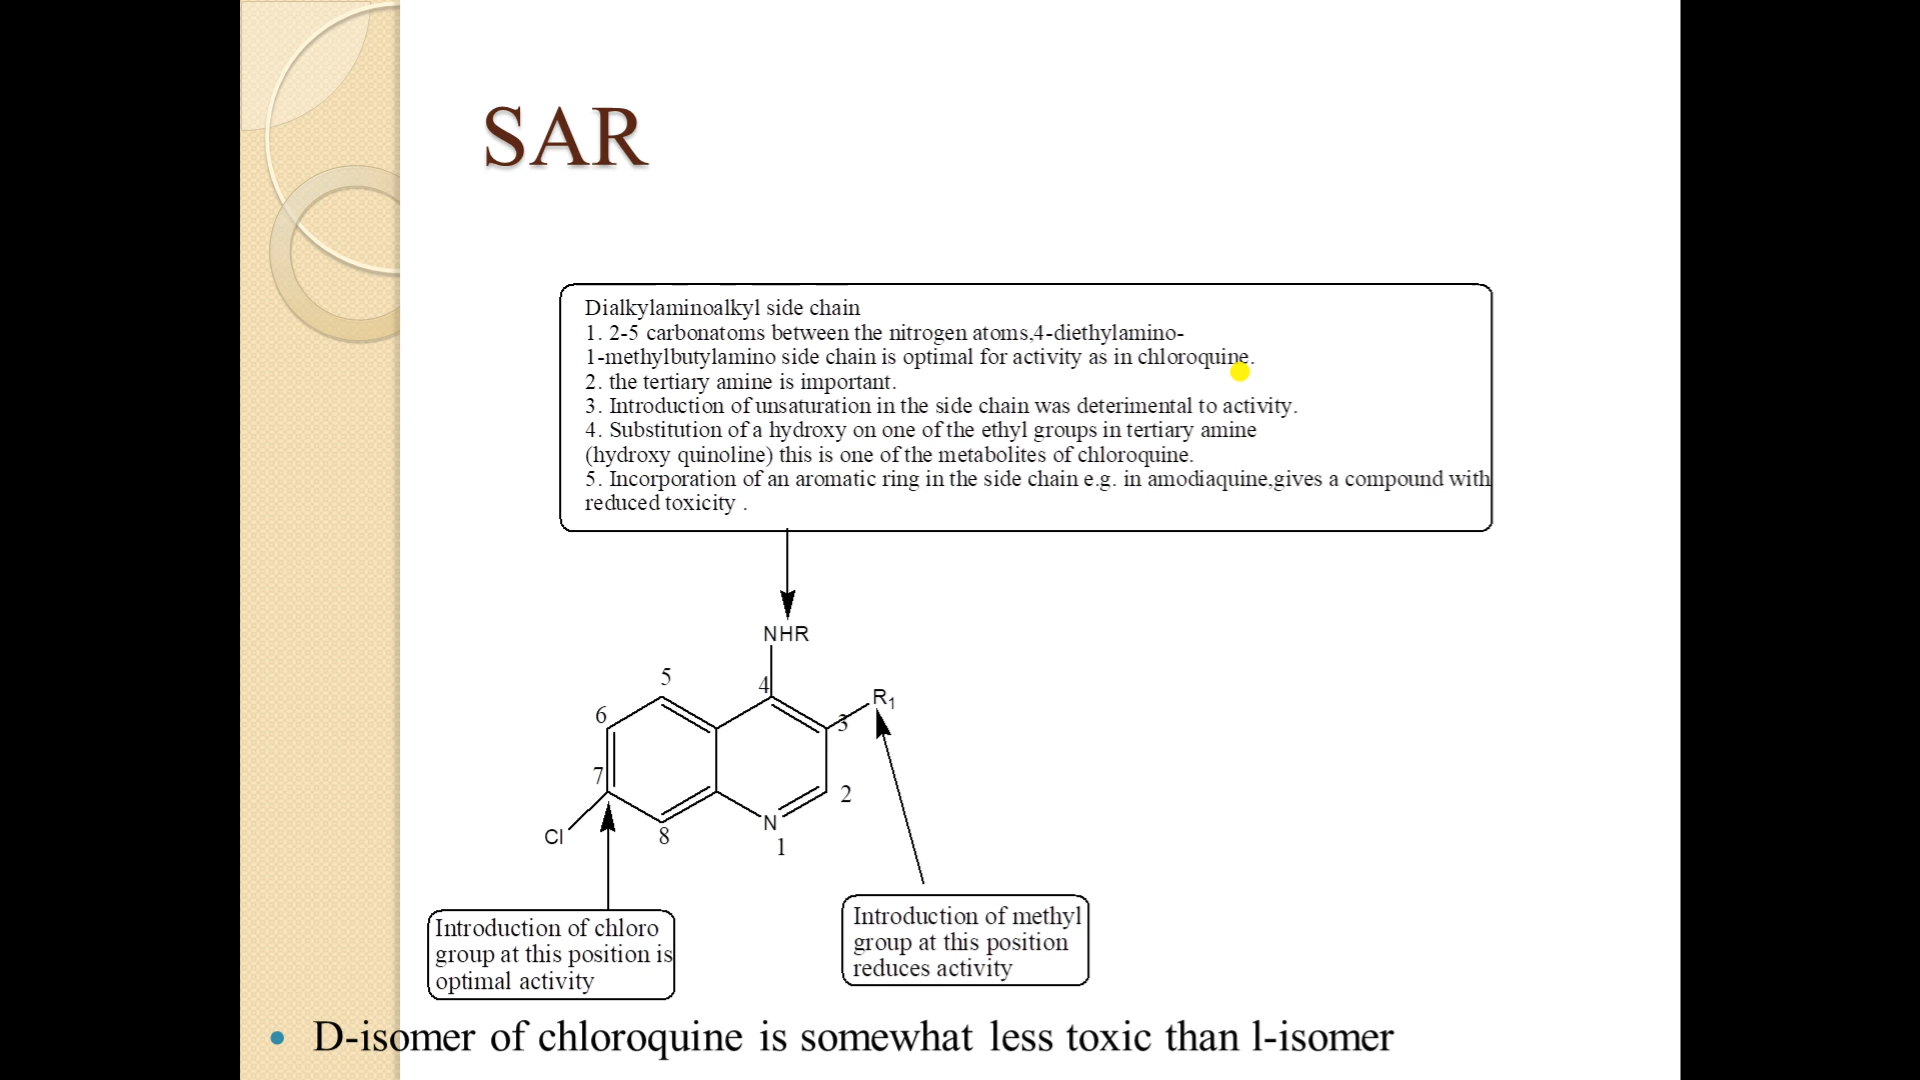 SAR
Dialkylaminoalkyl side chain
1. 2-5 carbonatoms between the nitrogen atoms,4-diethylamino-
1-methylbutylamino side chain is optimal for activity as in chloroquine.
2. the tertiary amine is important.
3. Introduction of unsaturation in the side chain was deterimental to activity.
4. Substitution of a hydroxy on one of the ethyl groups in tertiary amine
(hydroxy quinoline) this is one of the metabolites of chloroquine.
5. Incorporation of an aromatic ring in the side chain e.g. in amodiaquine,gives a compound with
reduced toxicity .
NHR
5
4
R1
6
3
7
2
Cl
8
N
1
Introduction of chloro
group at this position is
optimal activity
Introduction of methyl
group at this position
reduces activity
• D-isomer of chloroquine is somewhat less toxic than l-isomer